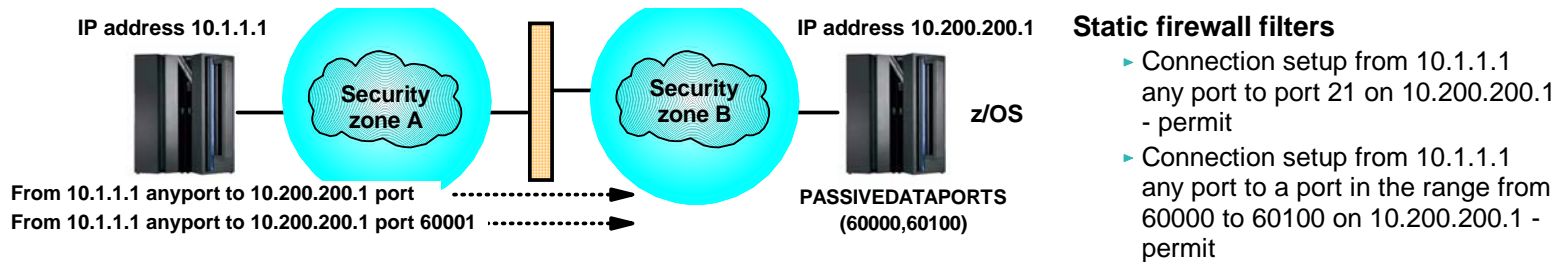 IP address 10.1.1.1
IP address 10.200.200.1
Security
zone A
Security
zone B
z/OS
From 10.1.1.1 anyport to 10.200.200.1 port
From 10.1.1.1 anyport to 10.200.200.1 port 60001
PASSIVEDATAPORTS
(60000,60100)
Static firewall filters
► Connection setup from 10.1.1.1
any port to port 21 on 10.200.200.1
- permit
► Connection setup from 10.1.1.1
any port to a port in the range from
60000 to 60100 on 10.200.200.1 -
permit